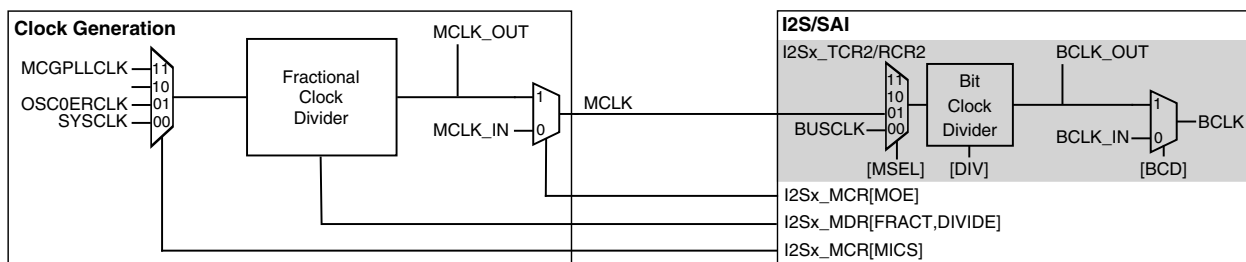 Clock Generation
MCGPLLCLK
11
10
OSC0ERCLK
01
SYSCLK
00
Fractional
Clock
Divider
MCLK_OUT
1
MCLK_IN
0
MCLK
I2S/SAI
I2Sx_TCR2/RCR2
11
10
01
BUSCLK
00
[MSEL]
Bit
Clock
Divider
[DIV]
BCLK_OUT
1
BCLK_IN
0
BCLK
[BCD]
I2Sx_MCR[MOE]
I2Sx_MDR[FRACT,DIVIDE]
I2Sx_MCR[MICS]